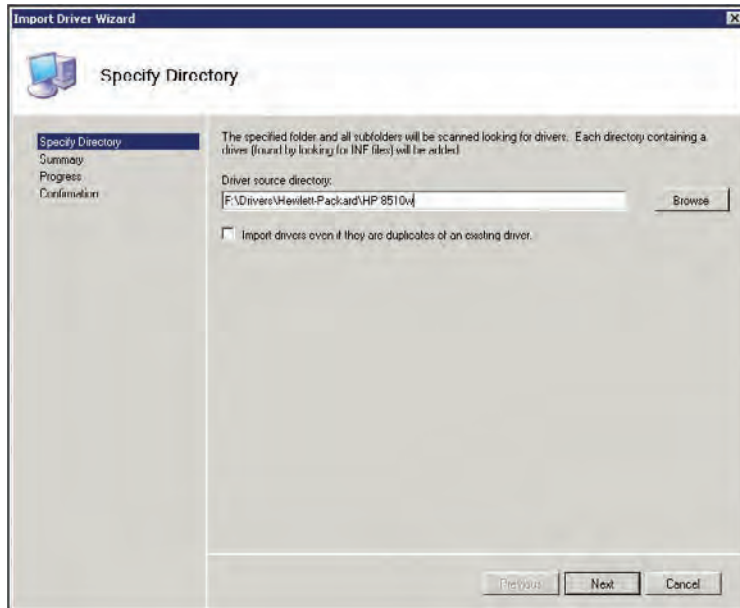 Import Driver Wizard
Specify Directory
Specify Directory
Summary
Progress
Confirmation
The specified folder and all subfolders will be scanned looking for drivers. Each directory containing a
driver (found by looking for INF files) will be added
Driver source directory:
F:\Drivers\Hewlett-Packard\HP 8510w
Browse
Import drivers even if they are duplicates of an existing driver.
Previous
Next
Cancel